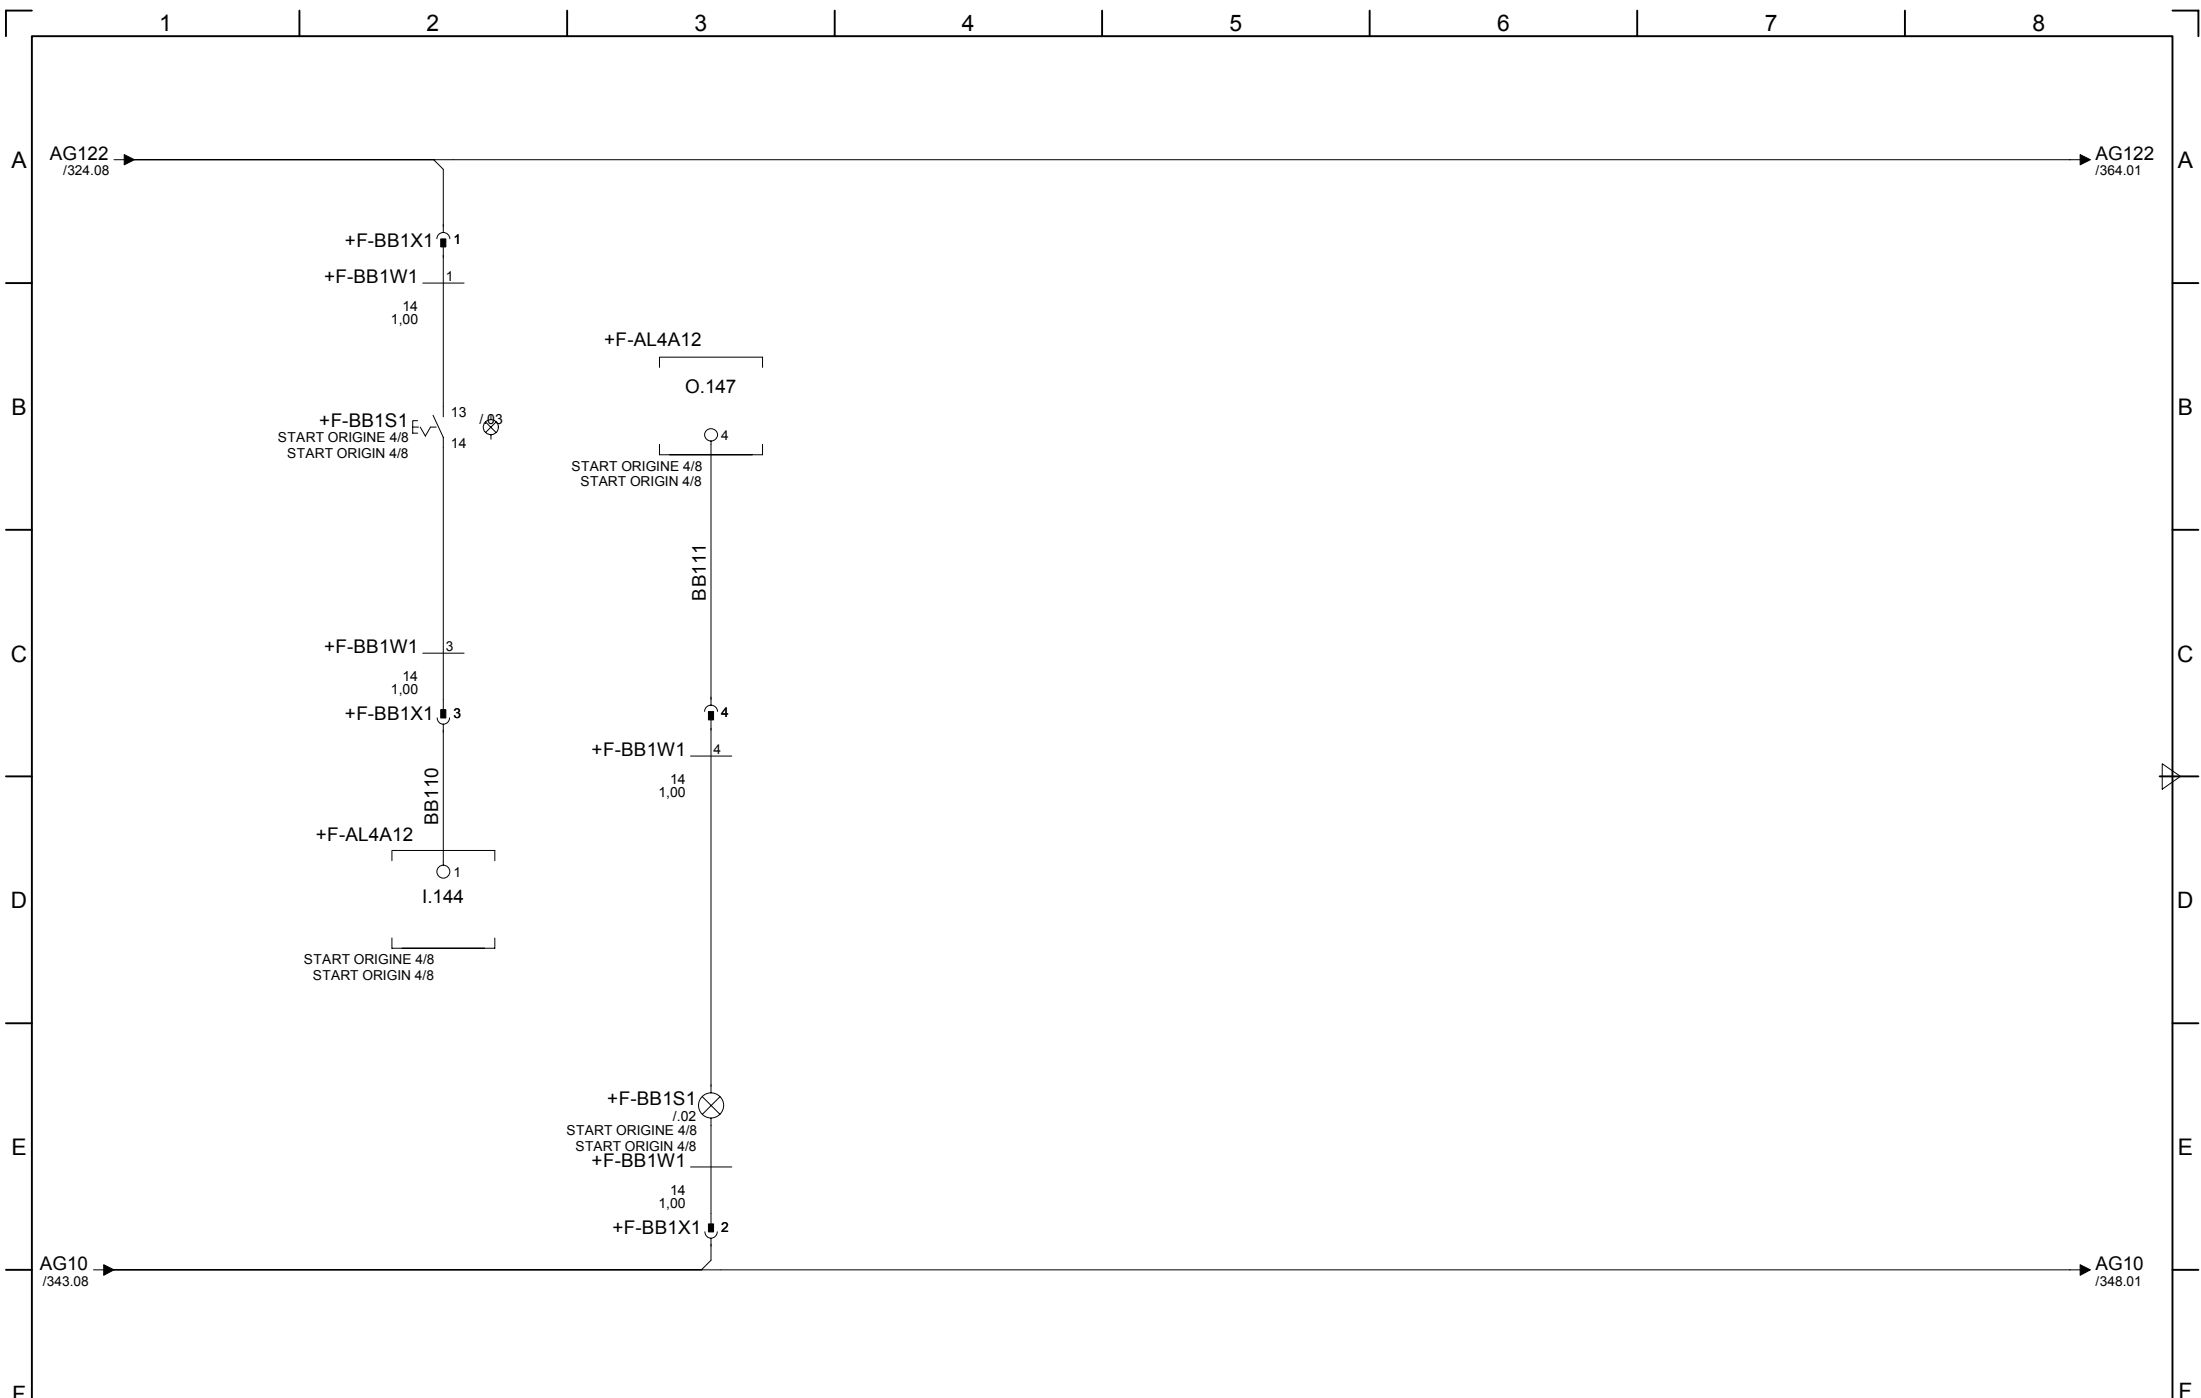 1 2 3 4 5 6 7 8
A AG122 AG122 A
/324.08 /364.01
+F-BB1X1 1
+F-BB1W1 1
14
1,00
+F-AL4A12
O.147
B B
+F-BB1S1 13 /.03
START ORIGINE 4/8 14
START ORIGIN 4/8
4
START ORIGINE 4/8
START ORIGIN 4/8
BB111
C +F-BB1W1 3 C
14
1,00
+F-BB1X1 3 4
+F-BB1W1 4
14
1,00
BB110
+F-AL4A12
1
D I.144 D
START ORIGINE 4/8
START ORIGIN 4/8
+F-BB1S1
/.02
START ORIGINE 4/8
E START ORIGIN 4/8 E
+F-BB1W1
14
1,00
+F-BB1X1 2
AG10 AG10
/343.08 /348.01
F F